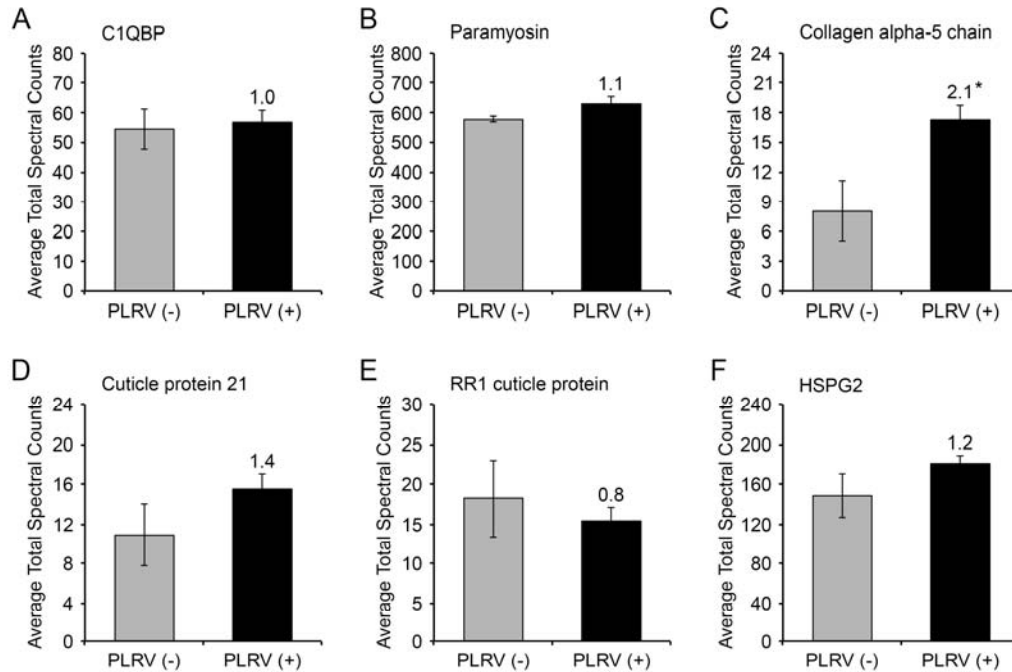 A
C1QBP
Average Total Spectral Counts
80
70
60
50
40
30
20
10
0
1.0
PLRV (-)
PLRV (+)
B
Paramyosin
Average Total Spectral Counts
800
700
600
500
400
300
200
100
0
1.1
PLRV (-)
PLRV (+)
C
Collagen alpha-5 chain
Average Total Spectral Counts
24
21
18
15
12
9
6
3
0
2.1*
PLRV (-)
PLRV (+)
D
Cuticle protein 21
Average Total Spectral Counts
24
20
16
12
8
4
0
1.4
PLRV (-)
PLRV (+)
E
RR1 cuticle protein
Average Total Spectral Counts
30
25
20
15
10
5
0
0.8
PLRV (-)
PLRV (+)
F
HSPG2
Average Total Spectral Counts
240
200
160
120
80
40
0
1.2
PLRV (-)
PLRV (+)